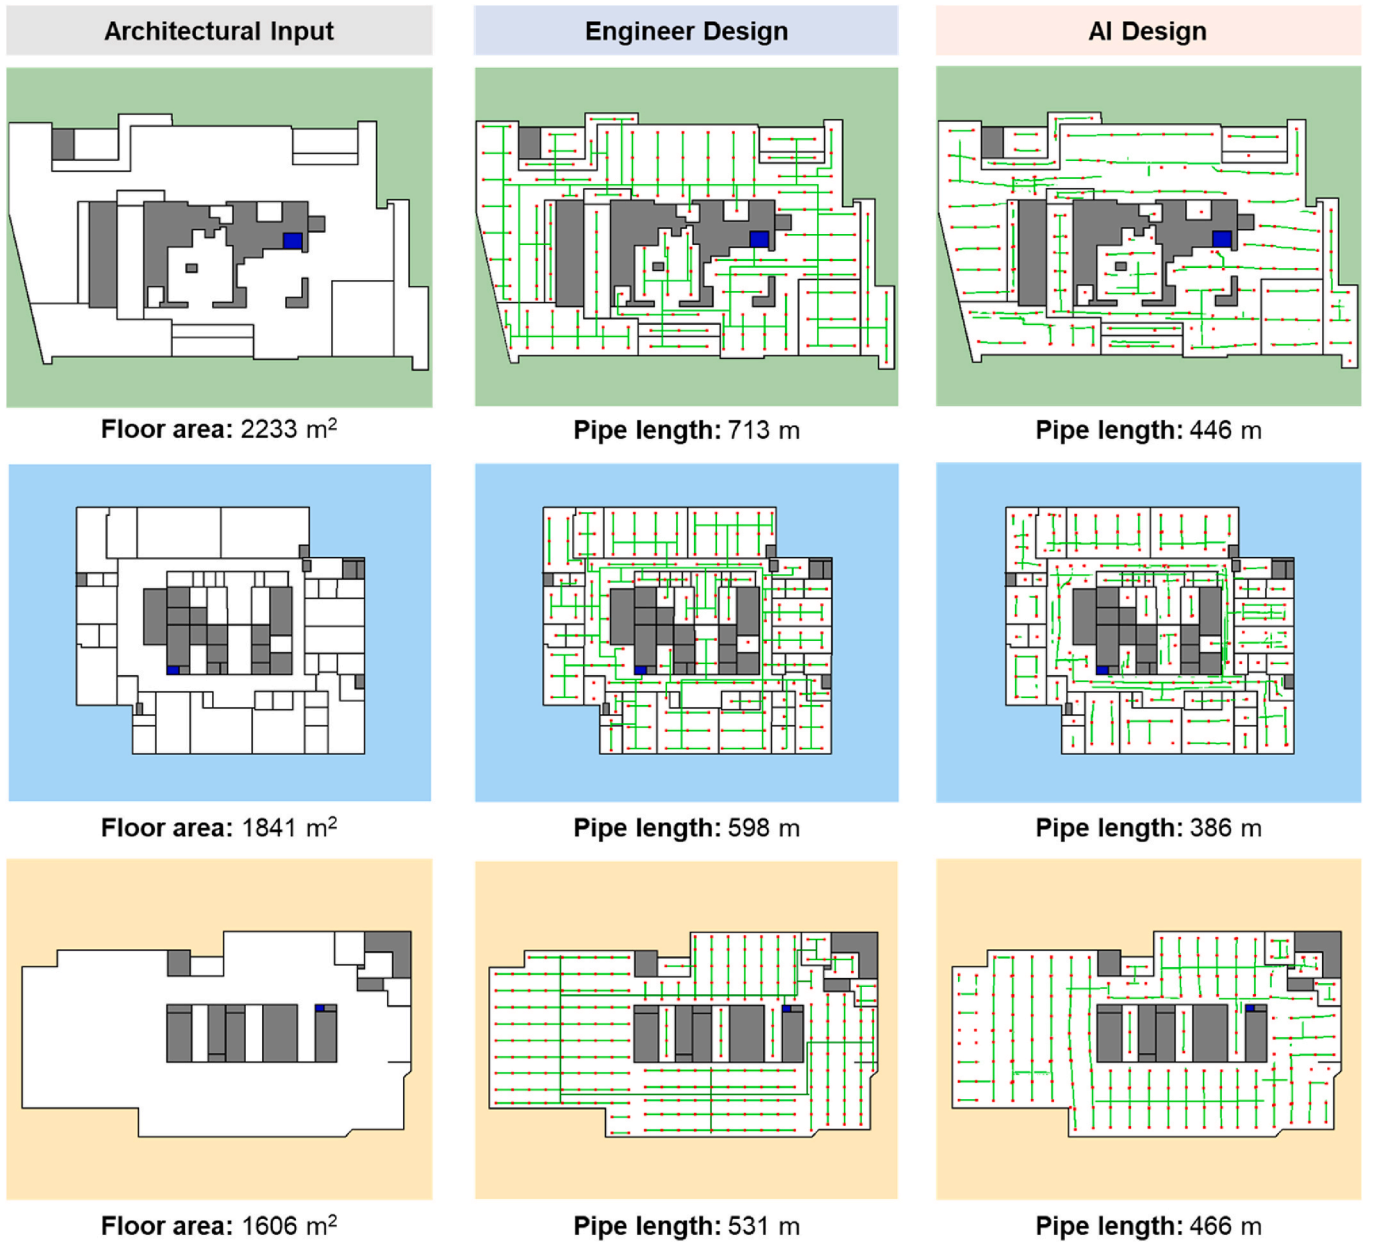 Architectural Input
Engineer Design
AI Design
Floor area: 2233 m²
Pipe length: 713 m
Pipe length: 446 m
Floor area: 1841 m²
Pipe length: 598 m
Pipe length: 386 m
Floor area: 1606 m²
Pipe length: 531 m
Pipe length: 466 m